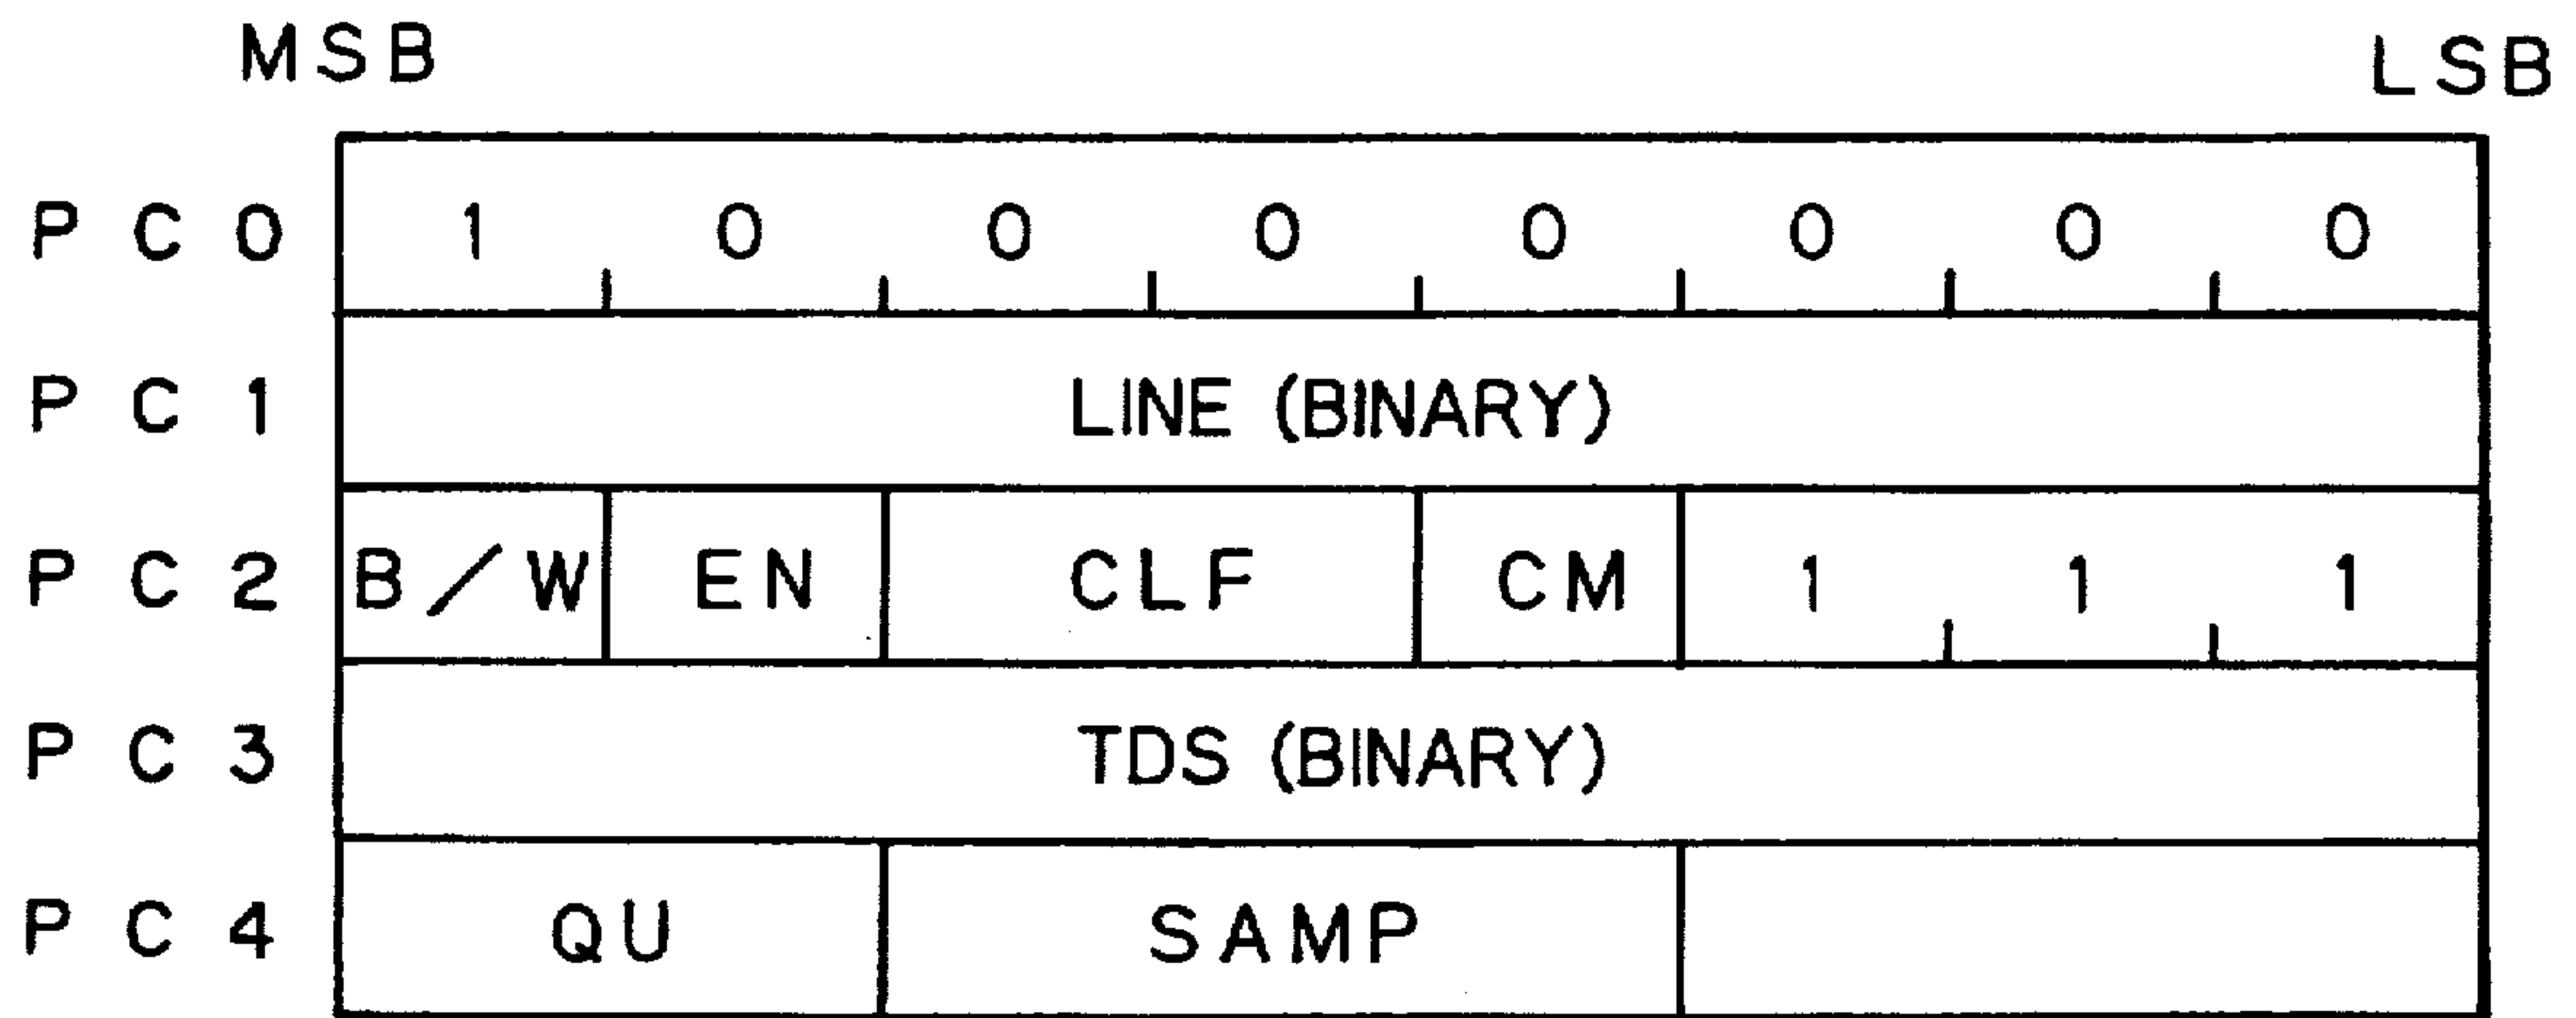 MSB LSB
PC0 1 0 0 0 0 0 0 0
PC1 LINE (BINARY)
PC2 B/W EN CLF CM 1 1 1
PC3 TDS (BINARY)
PC4 QU SAMP